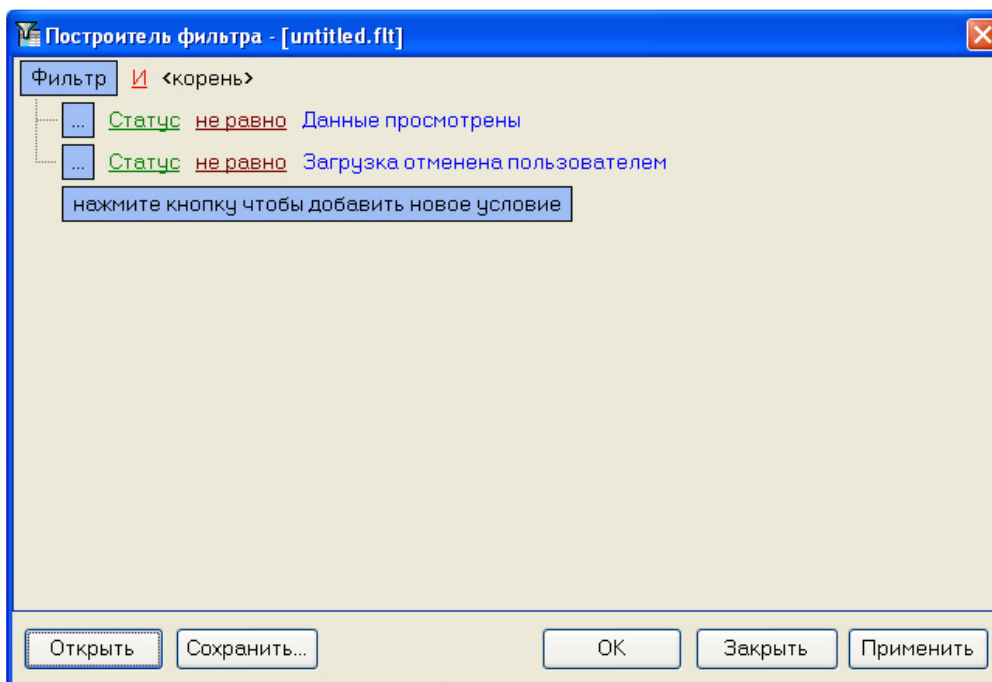 Построитель фильтра - [untitled.flt]
Фильтр И <корень>
... Статус не равно Данные просмотрены
... Статус не равно Загрузка отменена пользователем
нажмите кнопку чтобы добавить новое условие
Открыть Сохранить... OK Закрыть Применить